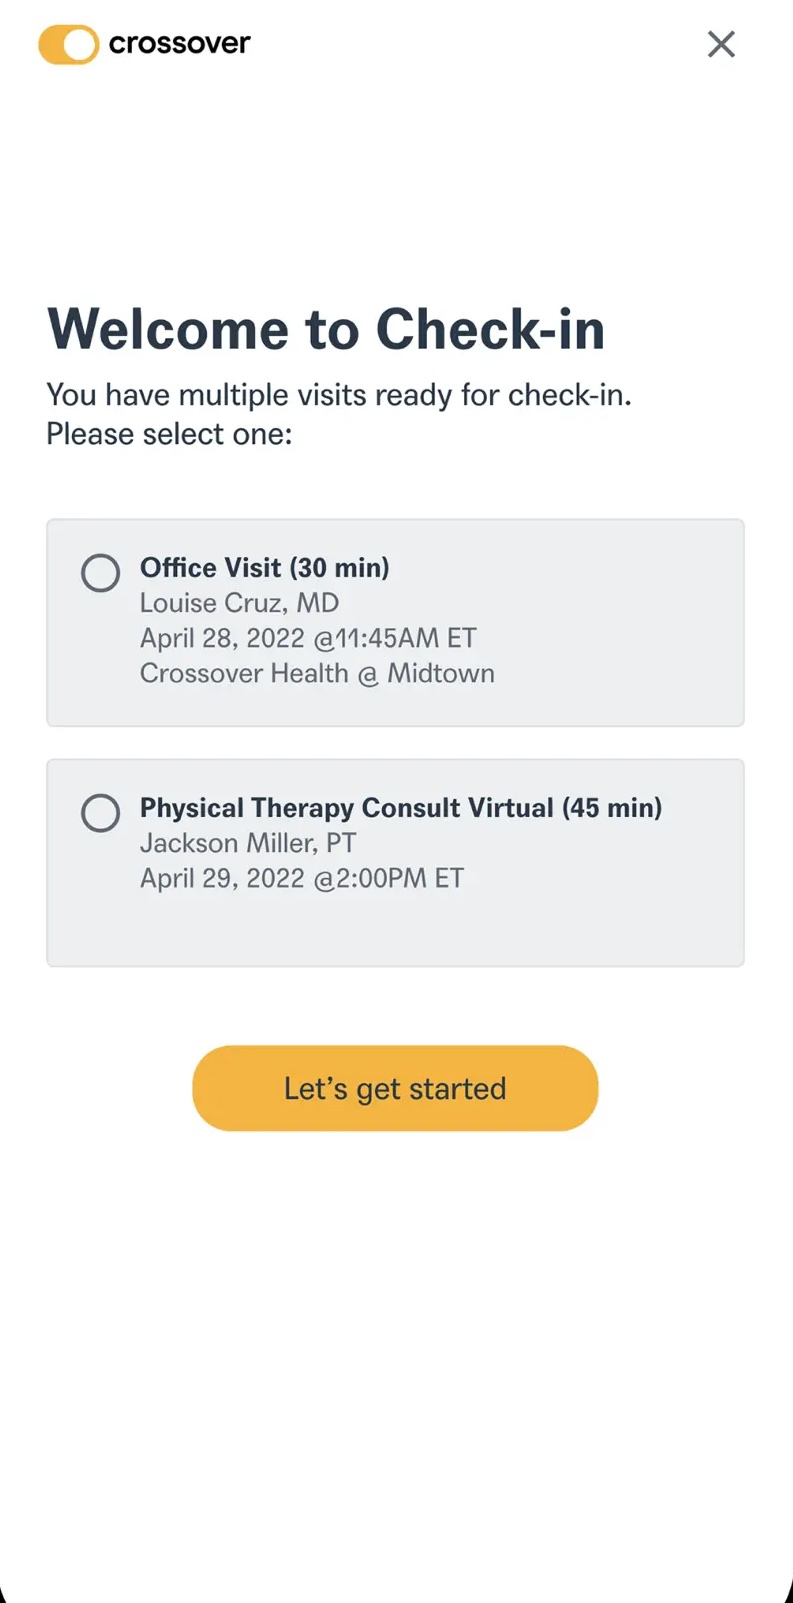 crossover
Welcome to Check-in
You have multiple visits ready for check-in.
Please select one:
Office Visit (30 min)
Louise Cruz, MD
April 28, 2022 @11:45AM ET
Crossover Health @ Midtown
Physical Therapy Consult Virtual (45 min)
Jackson Miller, PT
April 29, 2022 @2:00PM ET
Let’s get started